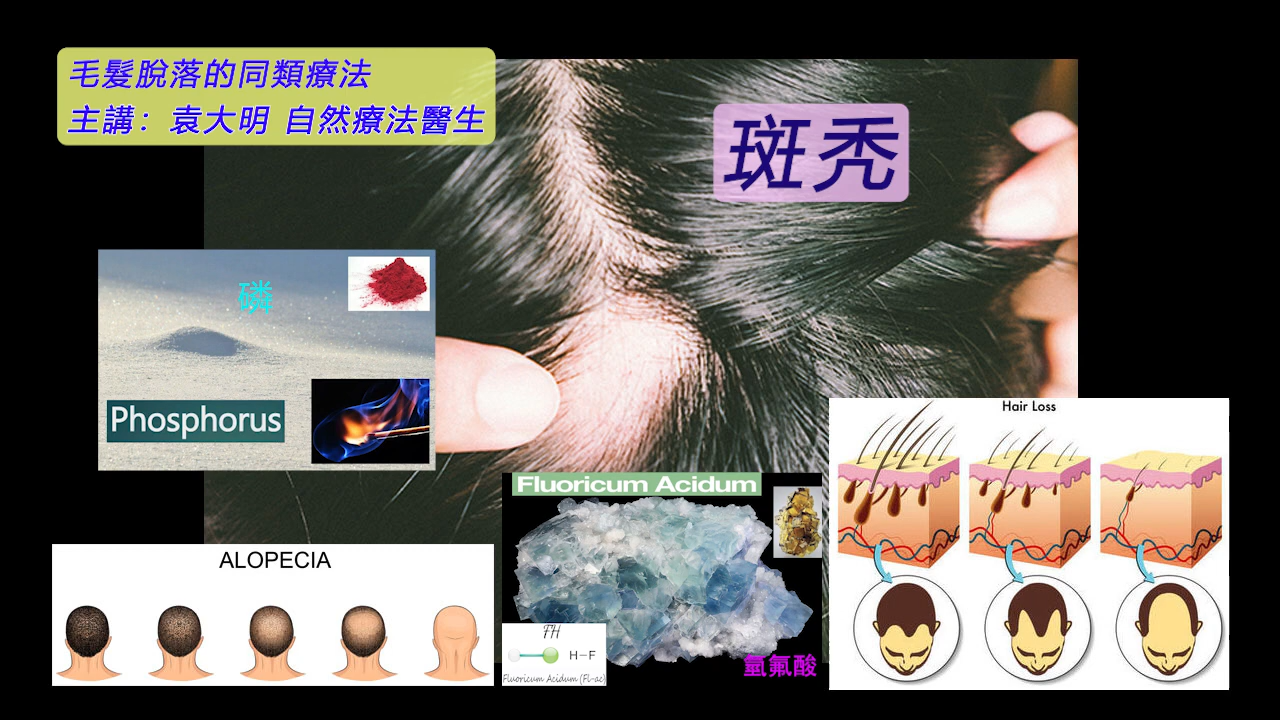 毛髮脫落的同類療法
主講：袁大明 自然療法醫生
斑禿
磷
Phosphorus
Hair Loss
Fluoricum Acidum
ALOPECIA
FH
H–F
Fluoricum Acidum (Fl-ac)
氫氟酸